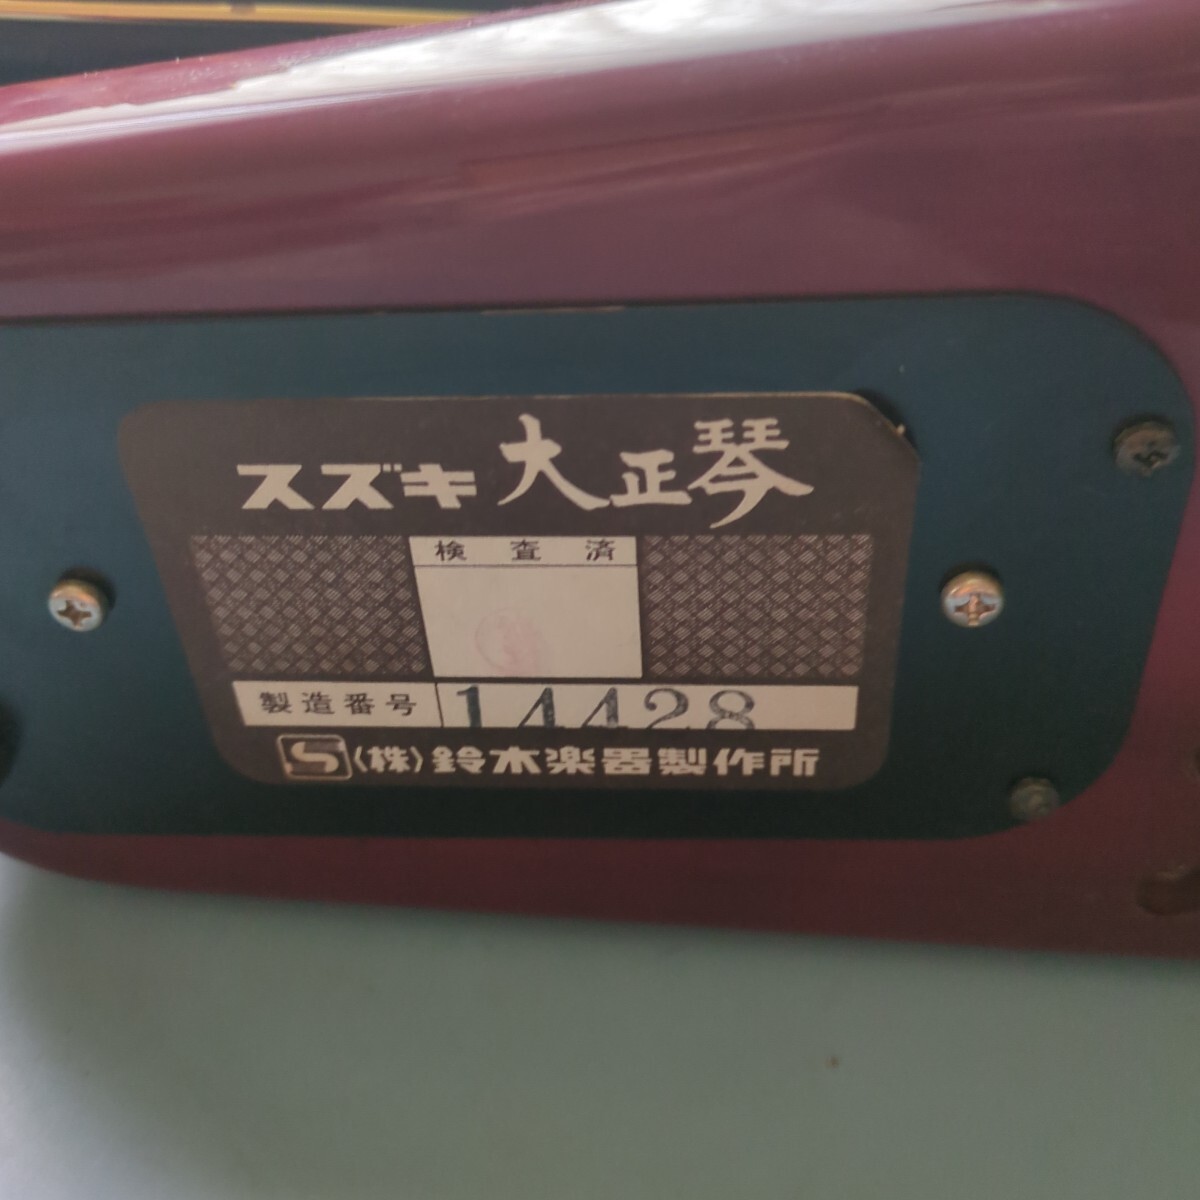 スズキ 大正琴
検査済
製造番号 14428
S (株) 鈴木楽器製作所